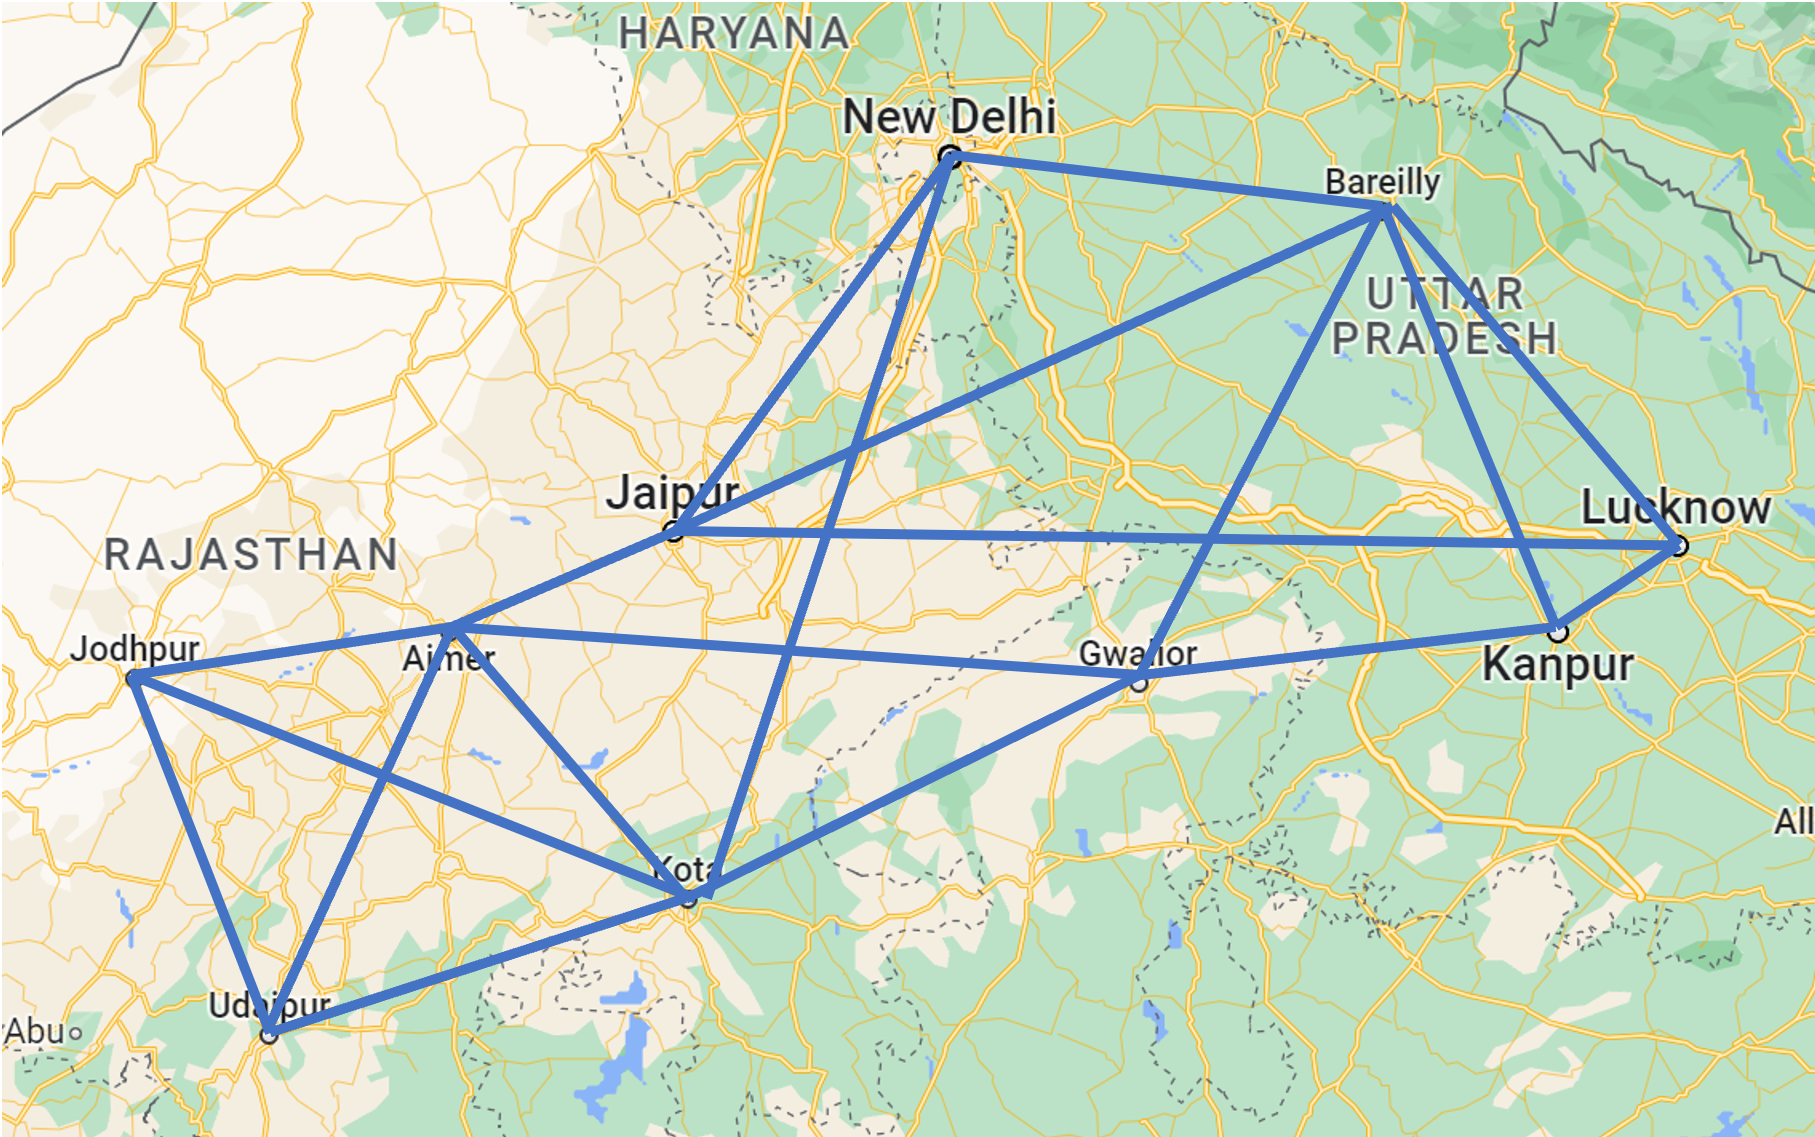 HARYANA
New Delhi
Bareilly
UTTAR
PRADESH
Jaipur
Lucknow
RAJASTHAN
Jodhpur
Ajmer
Gwalior
Kanpur
All
Kota
Udaipur
Abu